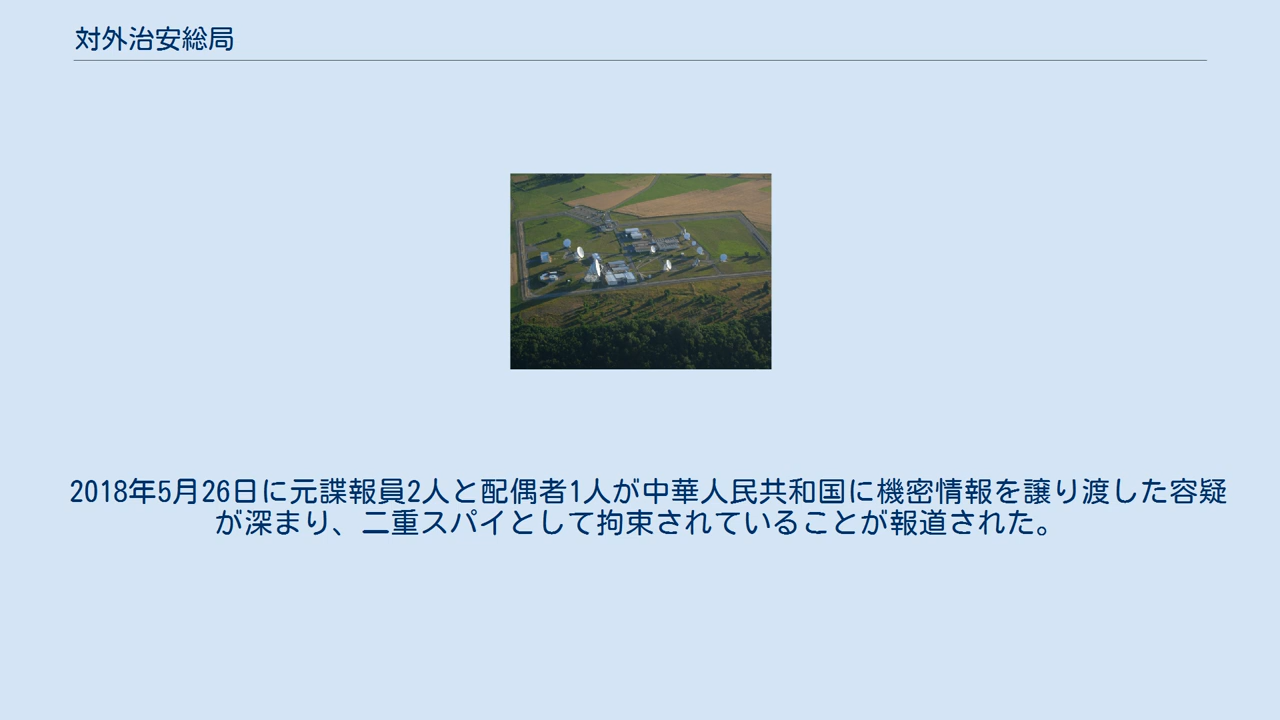 対外治安総局
2018年5月26日に元諜報員2人と配偶者1人が中華人民共和国に機密情報を譲り渡した容疑
が深まり、二重スパイとして拘束されていることが報道された。